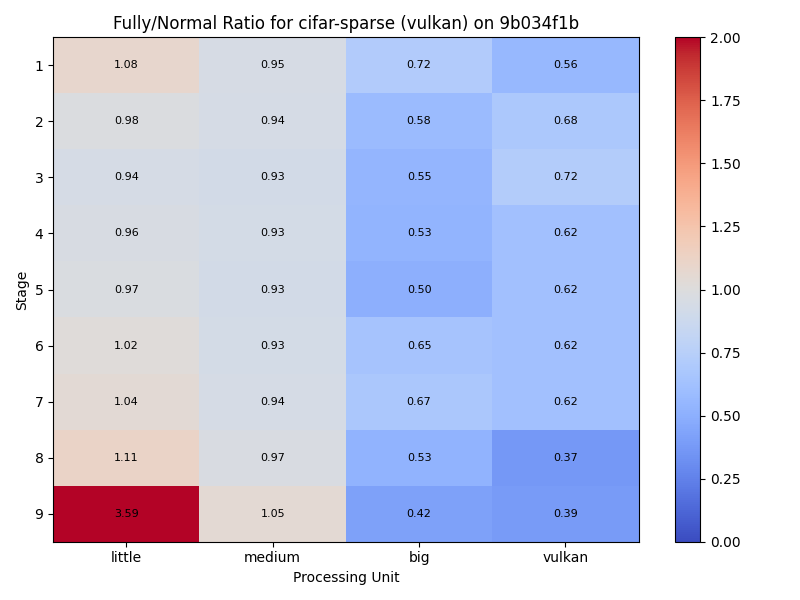 Fully/Normal Ratio for cifar-sparse (vulkan) on 9b034f1b
1 1.08 0.95 0.72 0.56
2 0.98 0.94 0.58 0.68
3 0.94 0.93 0.55 0.72
4 0.96 0.93 0.53 0.62
5 0.97 0.93 0.50 0.62
6 1.02 0.93 0.65 0.62
7 1.04 0.94 0.67 0.62
8 1.11 0.97 0.53 0.37
9 3.59 1.05 0.42 0.39
little medium big vulkan
Processing Unit
Stage
2.00
1.75
1.50
1.25
1.00
0.75
0.50
0.25
0.00